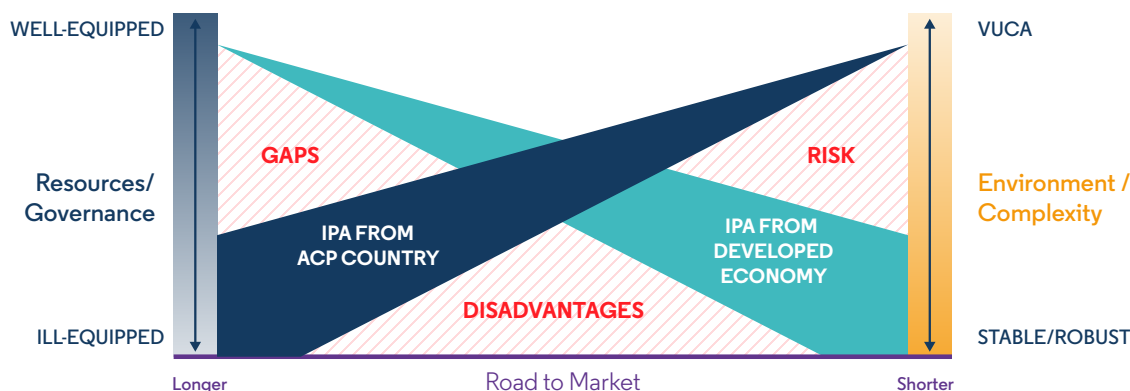 WELL-EQUIPPED
VUCA
GAPS
RISK
Resources/
Governance
Environment /
Complexity
IPA FROM
ACP COUNTRY
IPA FROM
DEVELOPED
ECONOMY
DISADVANTAGES
ILL-EQUIPPED
STABLE/ROBUST
Longer
Road to Market
Shorter